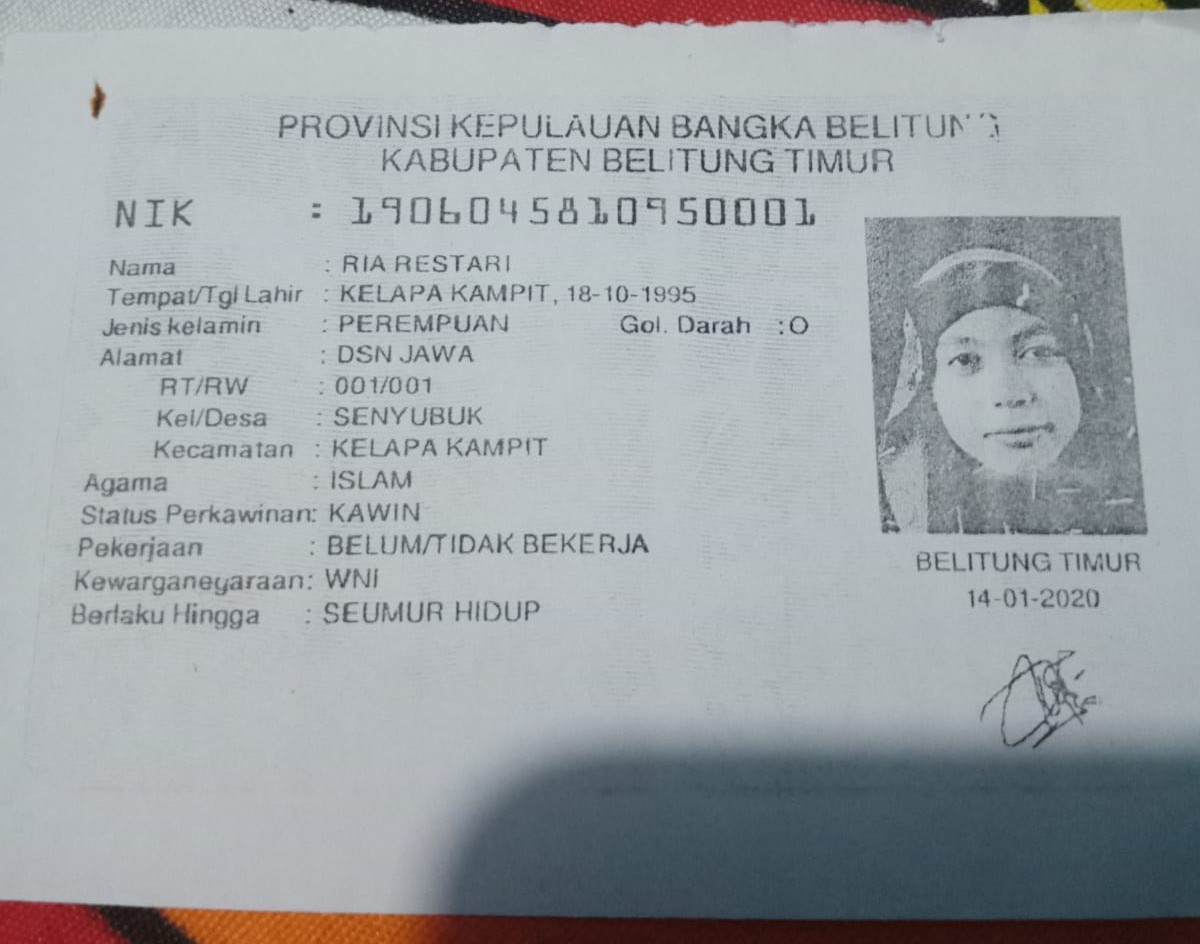 PROVINSI KEPULAUAN BANGKA BELITUNG
KABUPATEN BELITUNG TIMUR
NIK : 1906045810950001
Nama : RIA RESTARI
Tempat/Tgl Lahir : KELAPA KAMPIT, 18-10-1995
Jenis kelamin : PEREMPUAN Gol. Darah : O
Alamat : DSN JAWA
RT/RW : 001/001
Kel/Desa : SENYUBUK
Kecamatan : KELAPA KAMPIT
Agama : ISLAM
Status Perkawinan: KAWIN
Pekerjaan : BELUM/TIDAK BEKERJA
Kewarganegaraan: WNI
Berlaku Hingga : SEUMUR HIDUP
BELITUNG TIMUR
14-01-2020